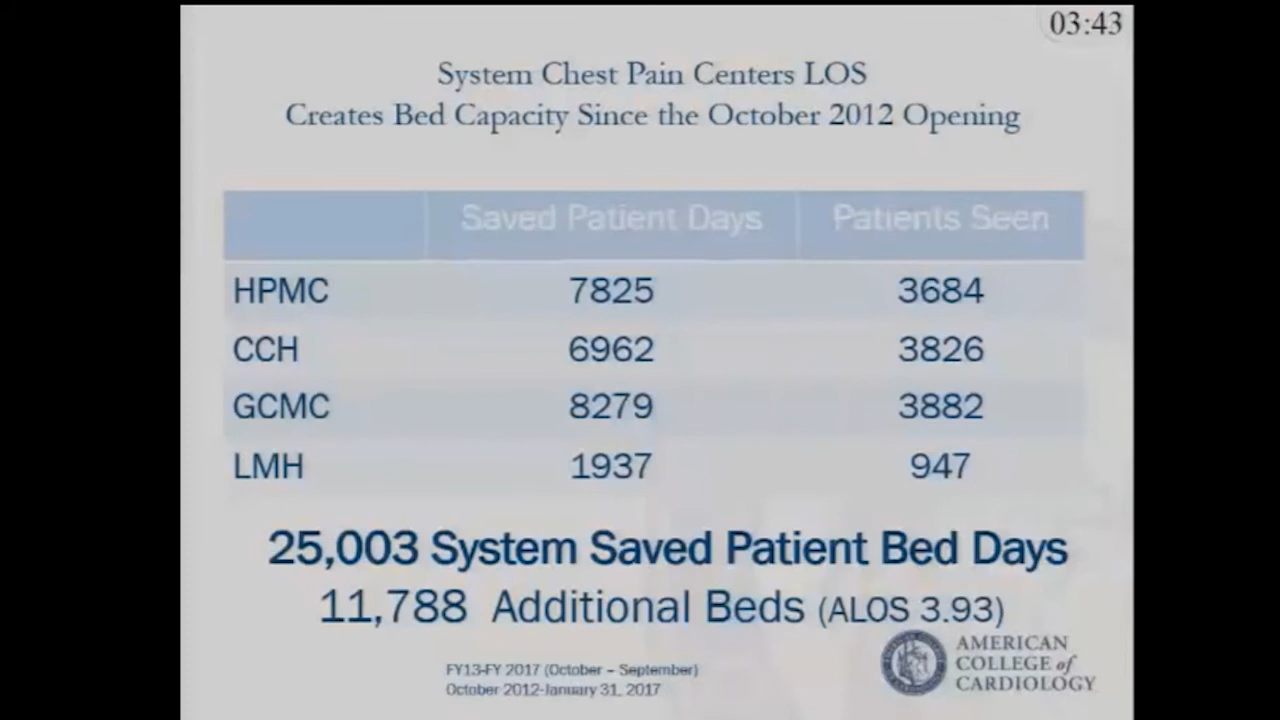 03:43
System Chest Pain Centers LOS
Creates Bed Capacity Since the October 2012 Opening
Saved Patient Days Patients Seen
HPMC 7825 3684
CCH 6962 3826
GCMC 8279 3882
LMH 1937 947
25,003 System Saved Patient Bed Days
11,788 Additional Beds (ALOS 3.93)
FY13-FY 2017 (October – September)
October 2012-January 31, 2017
AMERICAN
COLLEGE of
CARDIOLOGY